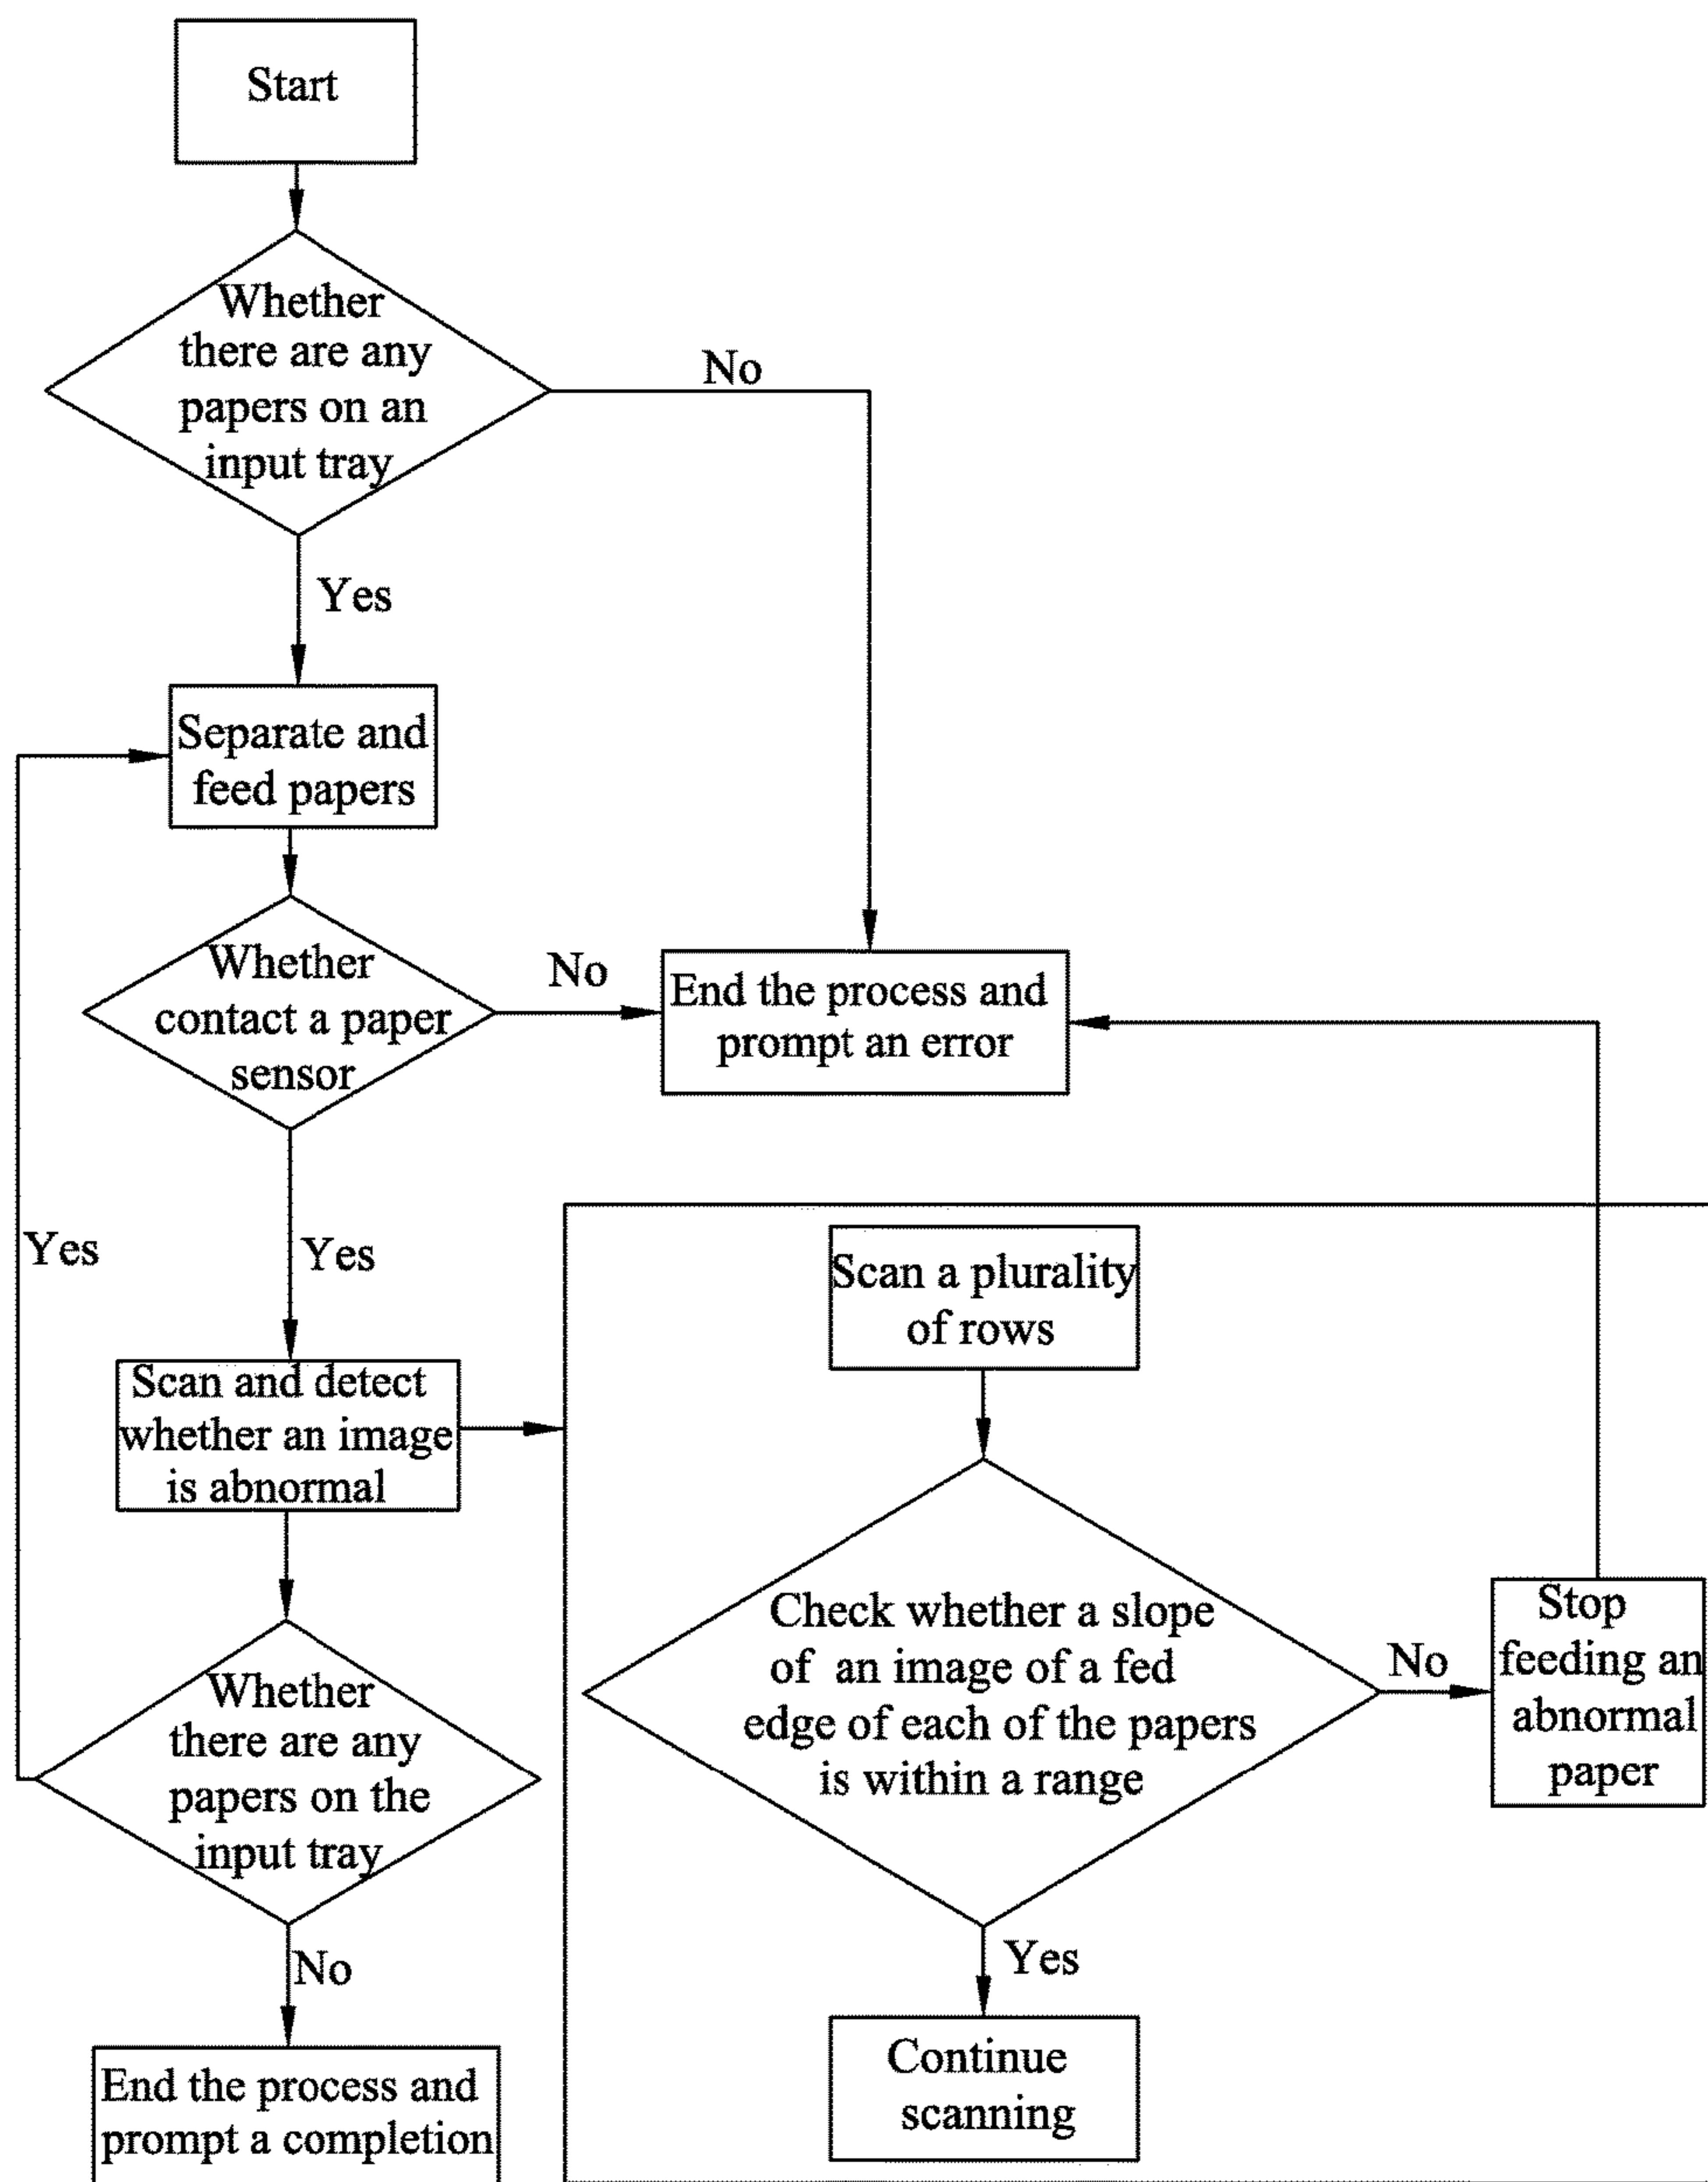 Start
Whether
there are any
papers on an
input tray
No
Yes
Separate and
feed papers
Whether
contact a paper
sensor
No
End the process and
prompt an error
Yes
Yes
Scan a plurality
of rows
Scan and detect
whether an image
is abnormal
Check whether a slope
of an image of a fed
edge of each of the papers
is within a range
No
Stop
feeding an
abnormal
paper
Whether
there are any
papers on the
input tray
No
Yes
Continue
scanning
End the process and
prompt a completion